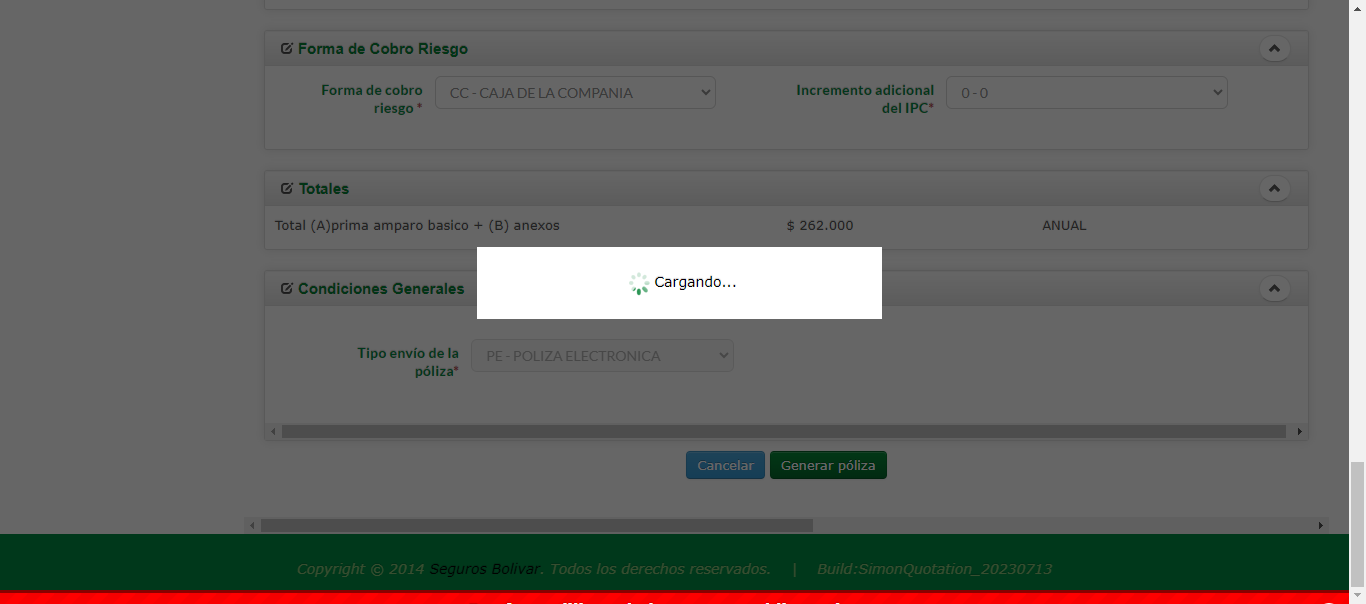 Forma de Cobro Riesgo
Forma de cobro riesgo *
CC - CAJA DE LA COMPANIA
Incremento adicional del IPC*
0 - 0
Totales
Total (A)prima amparo basico + (B) anexos $ 262.000 ANUAL
Cargando...
Condiciones Generales
Tipo envío de la póliza*
PE - POLIZA ELECTRONICA
Cancelar Generar póliza
Copyright © 2014 Seguros Bolivar. Todos los derechos reservados. | Build:SimonQuotation_20230713